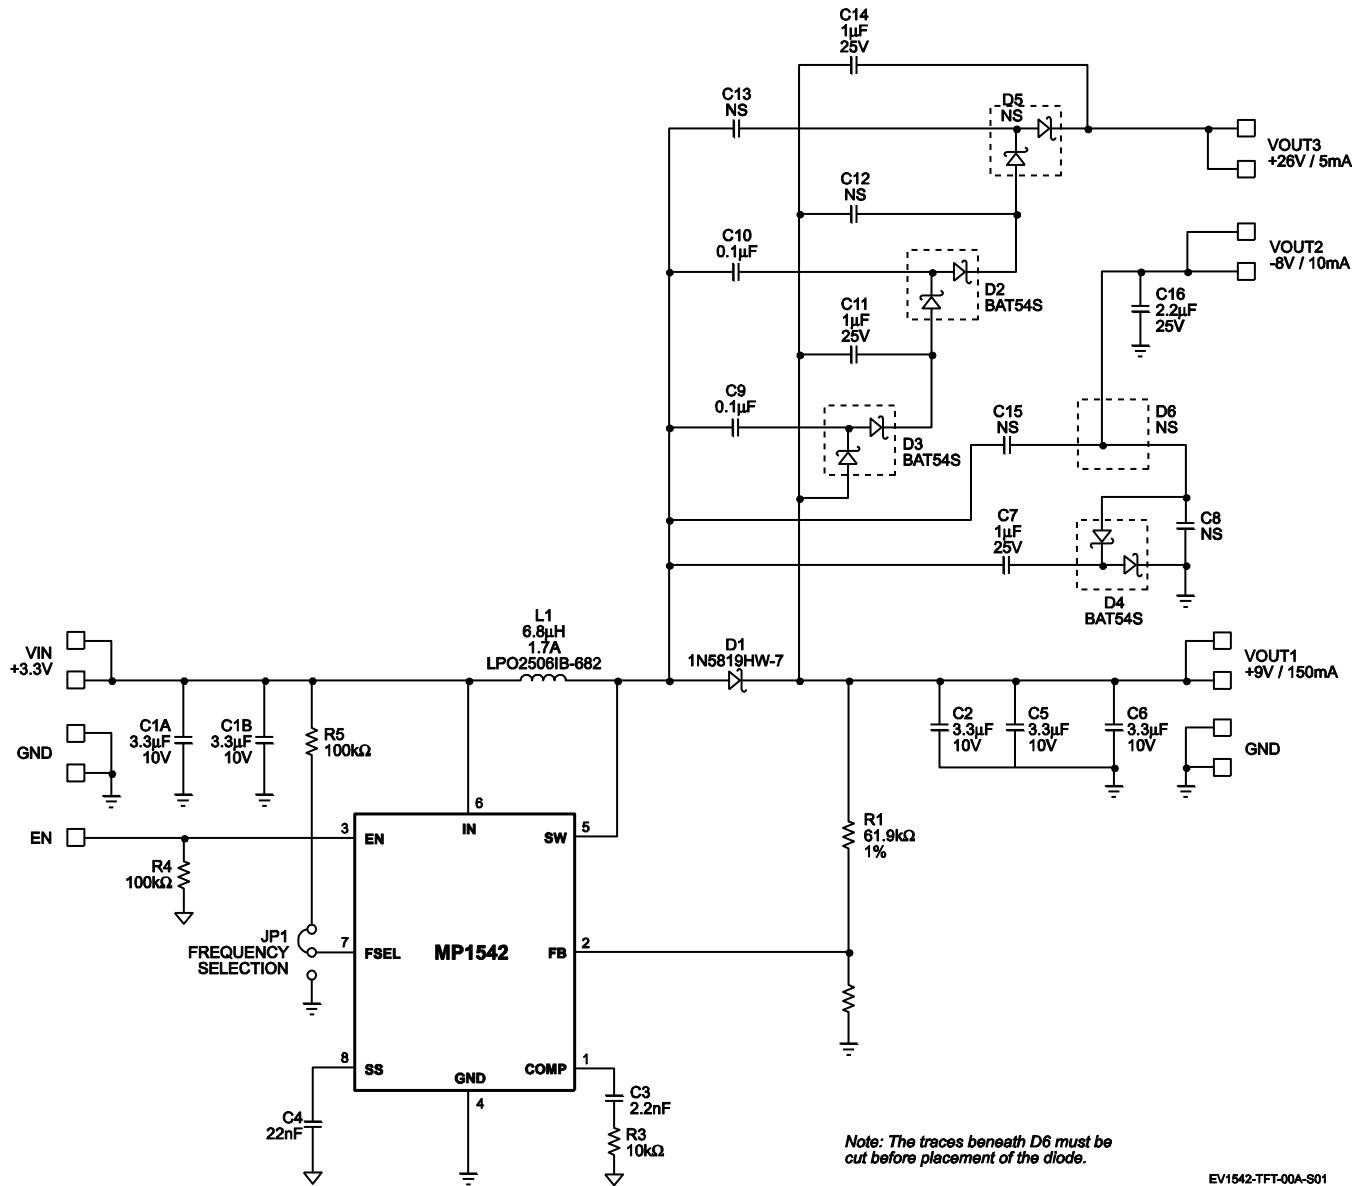 C14
1µF
25V
C13
NS
D5
NS
VOUT3
+26V / 5mA
C12
NS
C10
0.1µF
VOUT2
-8V / 10mA
D2
BAT54S
C11
1µF
25V
C16
2.2µF
25V
C9
0.1µF
C15
NS
D6
NS
D3
BAT54S
C7
1µF
25V
C8
NS
D4
BAT54S
L1
6.8µH
1.7A
LPO2506IB-682
D1
1N5819HW-7
VIN
+3.3V
VOUT1
+9V / 150mA
C1A
3.3µF
10V
C1B
3.3µF
10V
R5
100kΩ
C2
3.3µF
10V
C5
3.3µF
10V
C6
3.3µF
10V
GND
GND
6
IN
EN
3
EN
SW
5
R1
61.9kΩ
1%
R4
100kΩ
JP1
FREQUENCY
SELECTION
7
FSEL
MP1542
FB
2
8
SS
GND
4
COMP
1
C4
22nF
C3
2.2nF
R3
10kΩ
Note: The traces beneath D6 must be
cut before placement of the diode.
EV1542-TFT-00A-S01